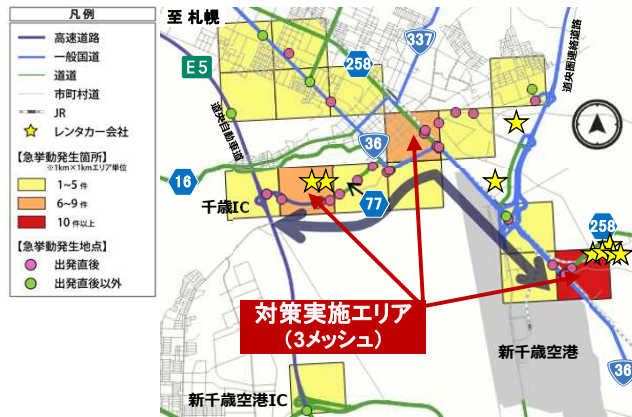 凡例
高速道路
一般国道
道道
市町村道
JR
レンタカー会社
【急挙動発生箇所】
※1km×1kmエリア単位
1~5 件
6~9 件
10 件以上
【急挙動発生地点】
出発直後
出発直後以外
至 札幌
337
258
E5
道央自動車道
道央圏連絡道路
36
16
77
千歳IC
258
対策実施エリア
(3メッシュ)
新千歳空港
36
新千歳空港IC